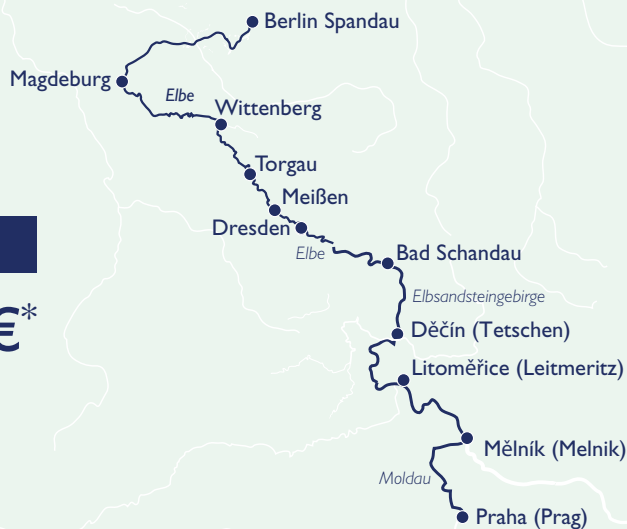 Berlin Spandau
Magdeburg
Elbe
Wittenberg
Torgau
Meißen
Dresden
Elbe
Bad Schandau
Elbsandsteingebirge
€*
Děčín (Tetschen)
Litoměřice (Leitmeritz)
Mělník (Melnik)
Moldau
Praha (Prag)